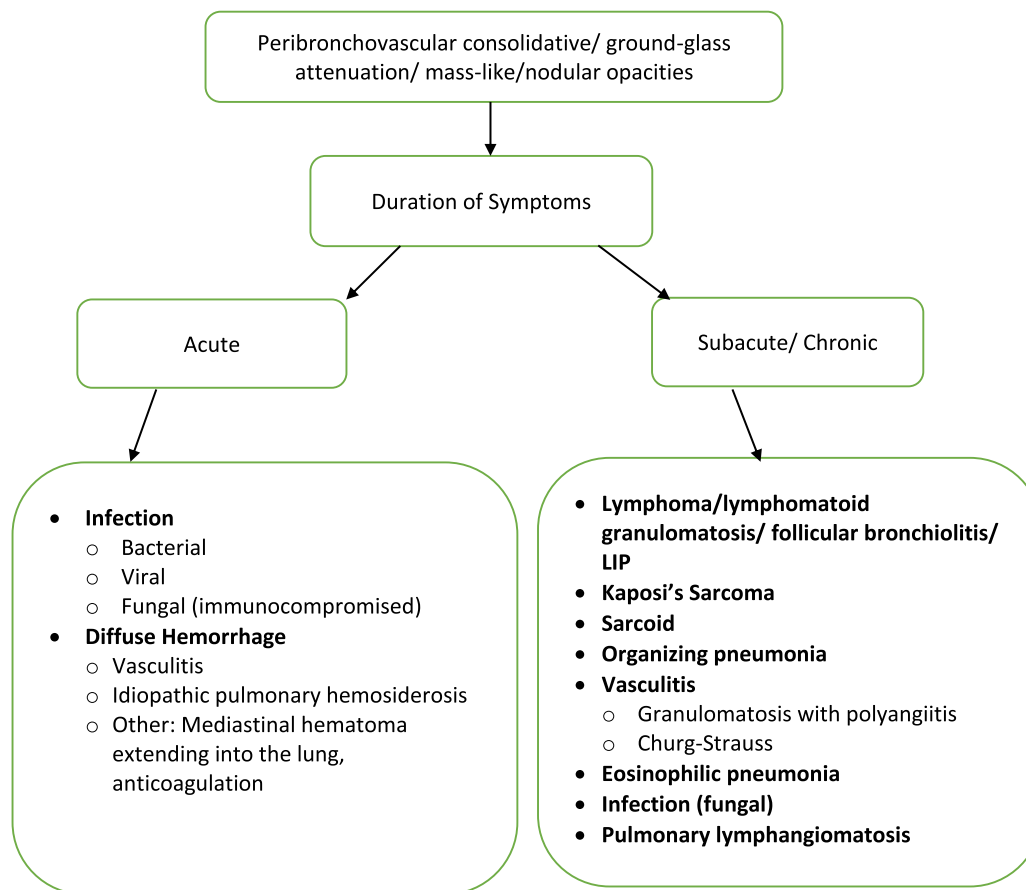 Peribronchovascular consolidative/ ground-glass
attenuation/ mass-like/nodular opacities
Duration of Symptoms
Acute
Subacute/ Chronic
• Infection
o Bacterial
o Viral
o Fungal (immunocompromised)
• Diffuse Hemorrhage
o Vasculitis
o Idiopathic pulmonary hemosiderosis
o Other: Mediastinal hematoma
extending into the lung,
anticoagulation
• Lymphoma/lymphomatoid
granulomatosis/ follicular bronchiolitis/
LIP
• Kaposi’s Sarcoma
• Sarcoid
• Organizing pneumonia
• Vasculitis
o Granulomatosis with polyangiitis
o Churg-Strauss
• Eosinophilic pneumonia
• Infection (fungal)
• Pulmonary lymphangiomatosis